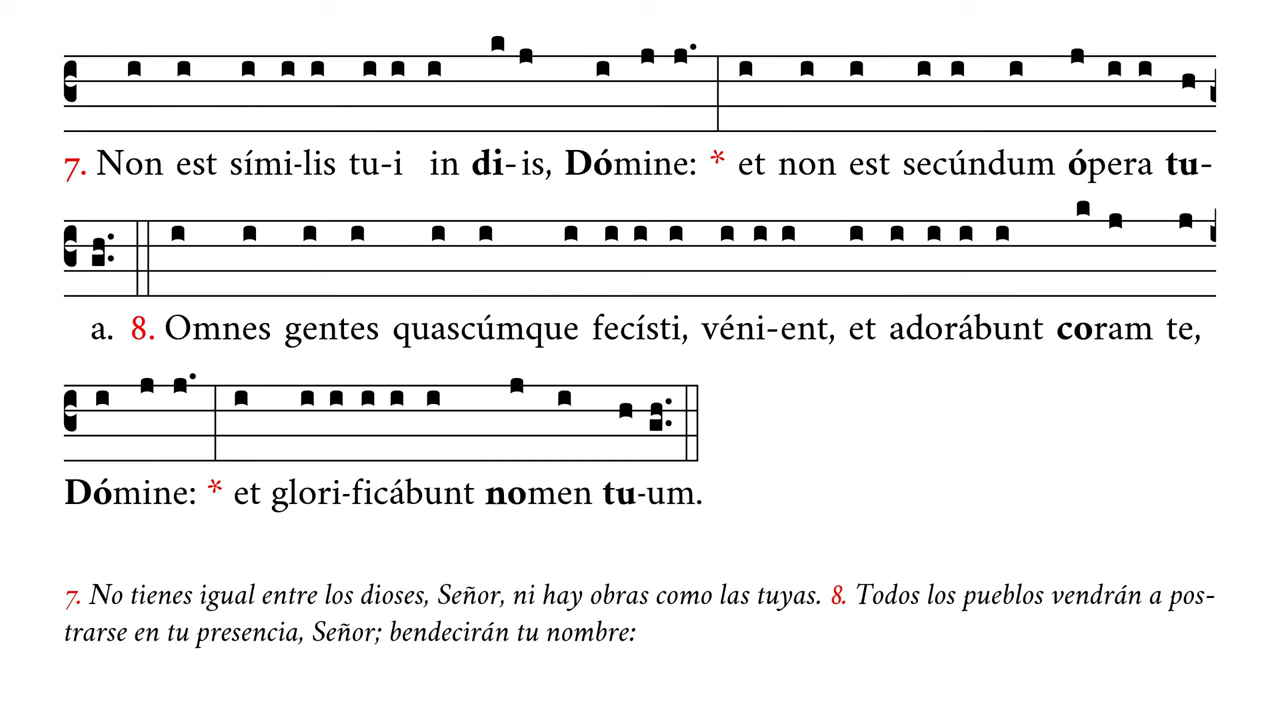 7. Non est sími-lis tu-i in di-is, Dómine: * et non est secúndum ópera tu-
a. 8. Omnes gentes quascúmque fecísti, véni-ent, et adorábunt coram te,
Dómine: * et glori-ficábunt nomen tu-um.
7. No tienes igual entre los dioses, Señor, ni hay obras como las tuyas. 8. Todos los pueblos vendrán a pos-
trarse en tu presencia, Señor; bendecirán tu nombre: